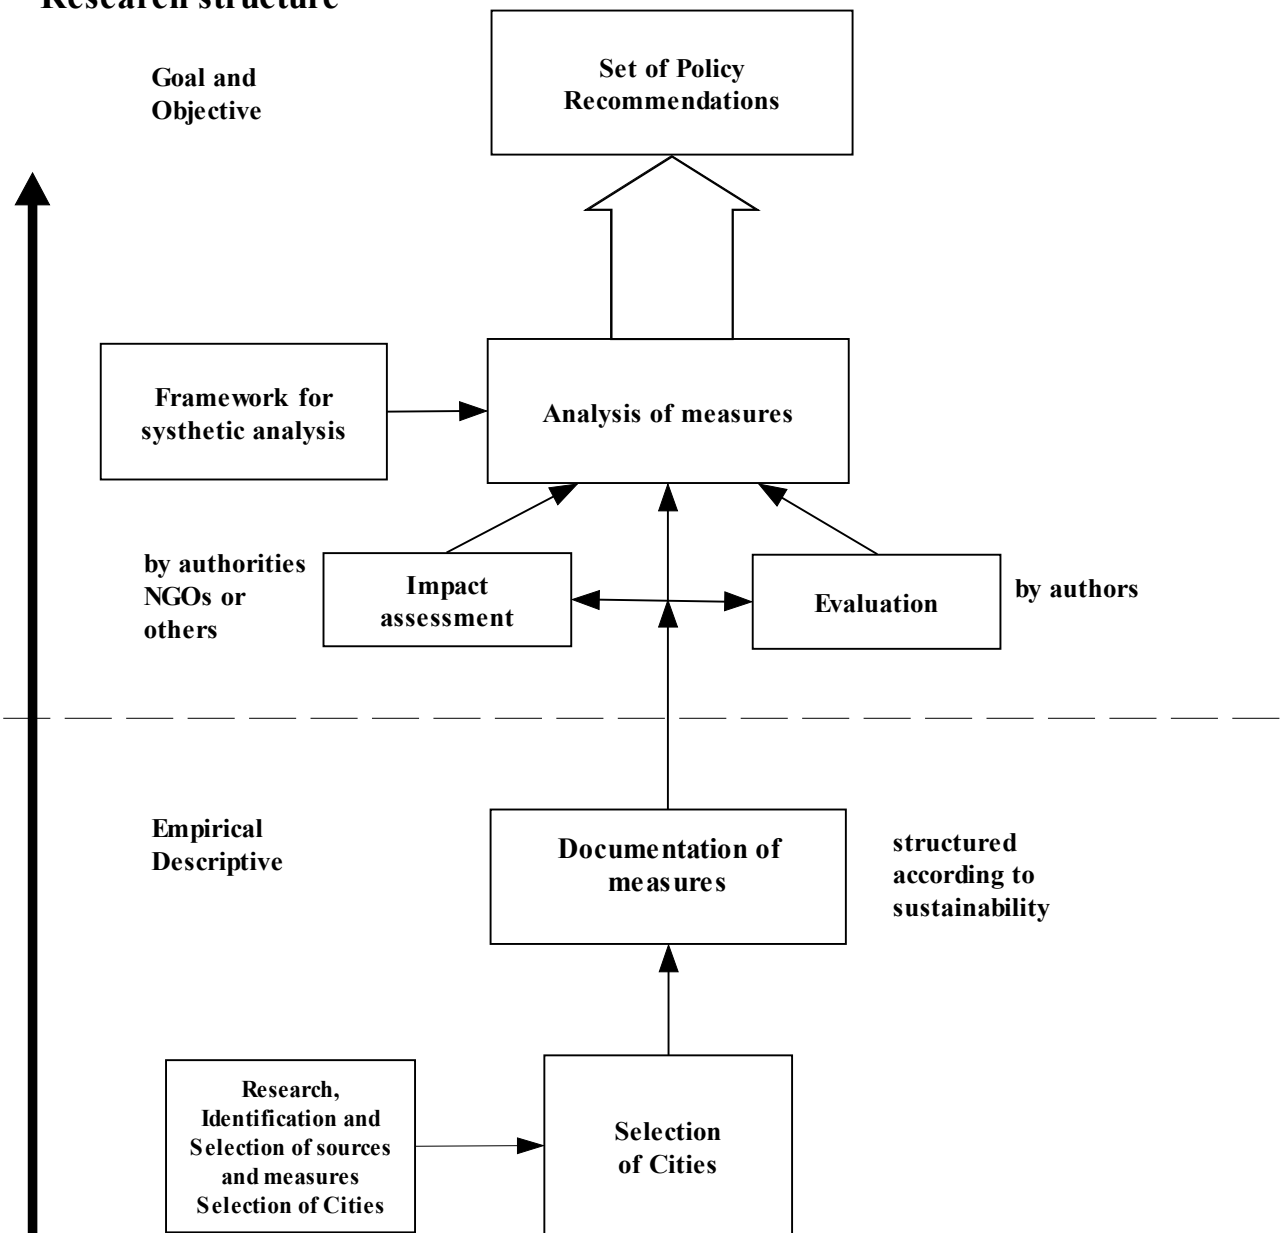 Research structure
Goal and
Objective
Set of Policy
Recommendations
Framework for
systhetic analysis
Analysis of measures
by authorities
NGOs or
others
Impact
assessment
Evaluation
by authors
Empirical
Descriptive
Documentation of
measures
structured
according to
sustainability
Research,
Identification and
Selection of sources
and measures
Selection of Cities
Selection
of Cities